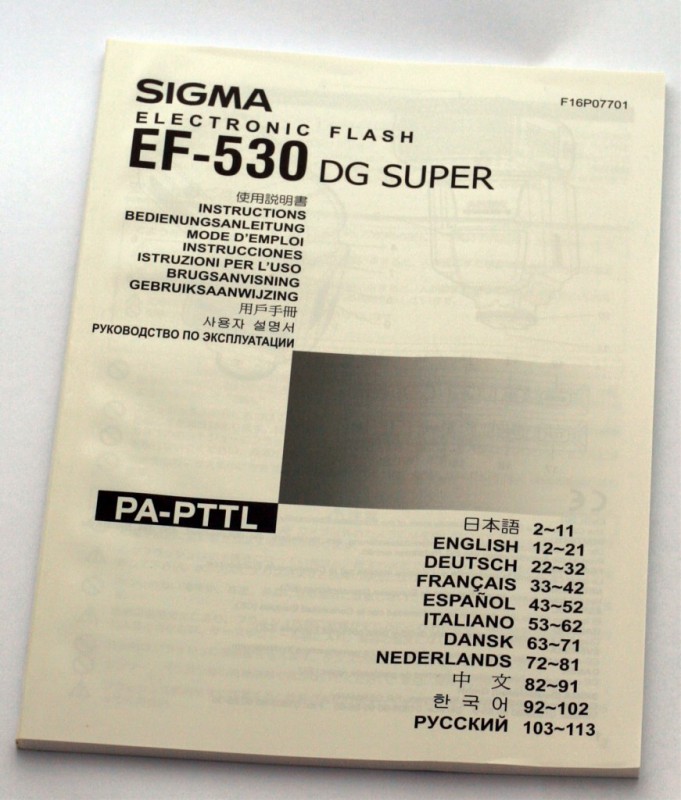 SIGMA
F16P07701
ELECTRONIC FLASH
EF-530 DG SUPER
使用説明書
INSTRUCTIONS
BEDIENUNGSANLEITUNG
MODE D'EMPLOI
INSTRUCCIONES
ISTRUZIONI PER L'USO
BRUGSANVISNING
GEBRUIKSAANWIJZING
用戶手冊
사용자 설명서
РУКОВОДСТВО ПО ЭКСПЛУАТАЦИИ
PA-PTTL
日本語 2~11
ENGLISH 12~21
DEUTSCH 22~32
FRANÇAIS 33~42
ESPAÑOL 43~52
ITALIANO 53~62
DANSK 63~71
NEDERLANDS 72~81
中 文 82~91
한 국 어 92~102
РУССКИЙ 103~113